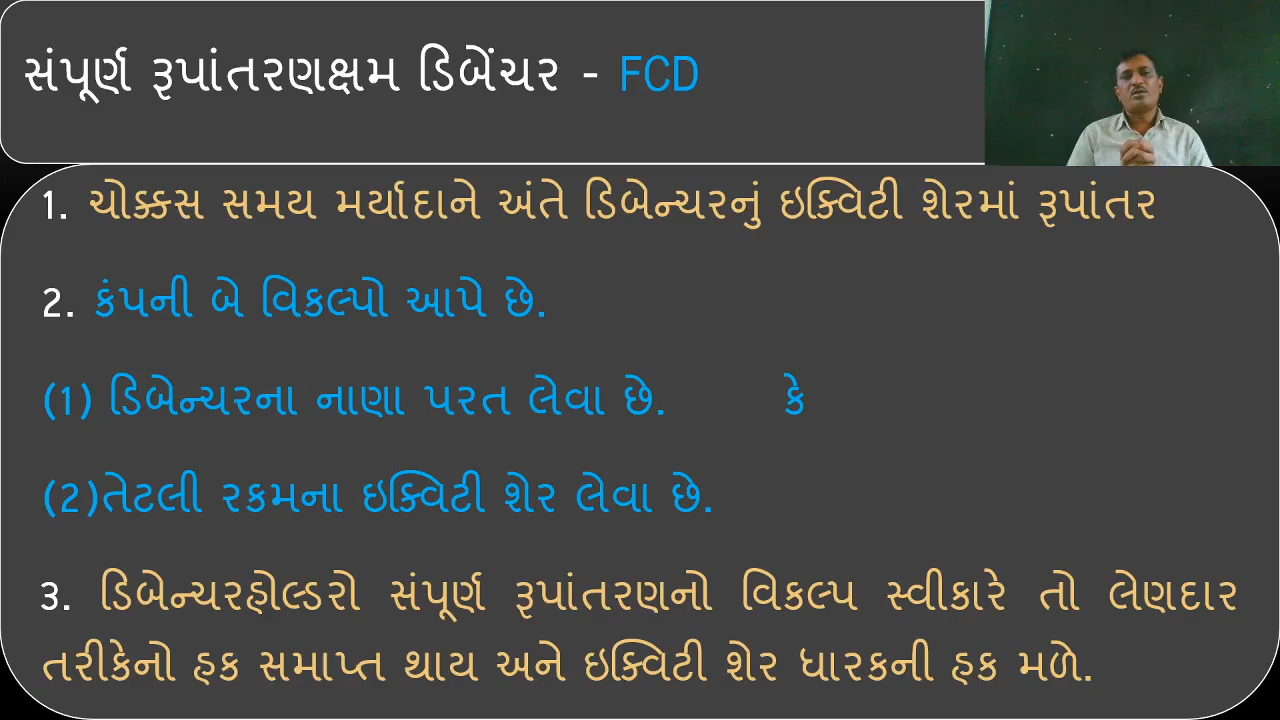 સંપૂર્ણ રૂપાંતરણક્ષમ ડિબેંચર - FCD
1. ચોક્કસ સમય મર્યાદાને અંતે ડિબેન્ચરનું ઇક્વિટી શેરમાં રૂપાંતર
2. કંપની બે વિકલ્પો આપે છે.
(1) ડિબેન્ચરના નાણા પરત લેવા છે. કે
(2)તેટલી રકમના ઇક્વિટી શેર લેવા છે.
3. ડિબેન્ચરહોલ્ડરો સંપૂર્ણ રૂપાંતરણનો વિકલ્પ સ્વીકારે તો લેણદાર
તરીકેનો હક સમાપ્ત થાય અને ઇક્વિટી શેર ધારકની હક મળે.